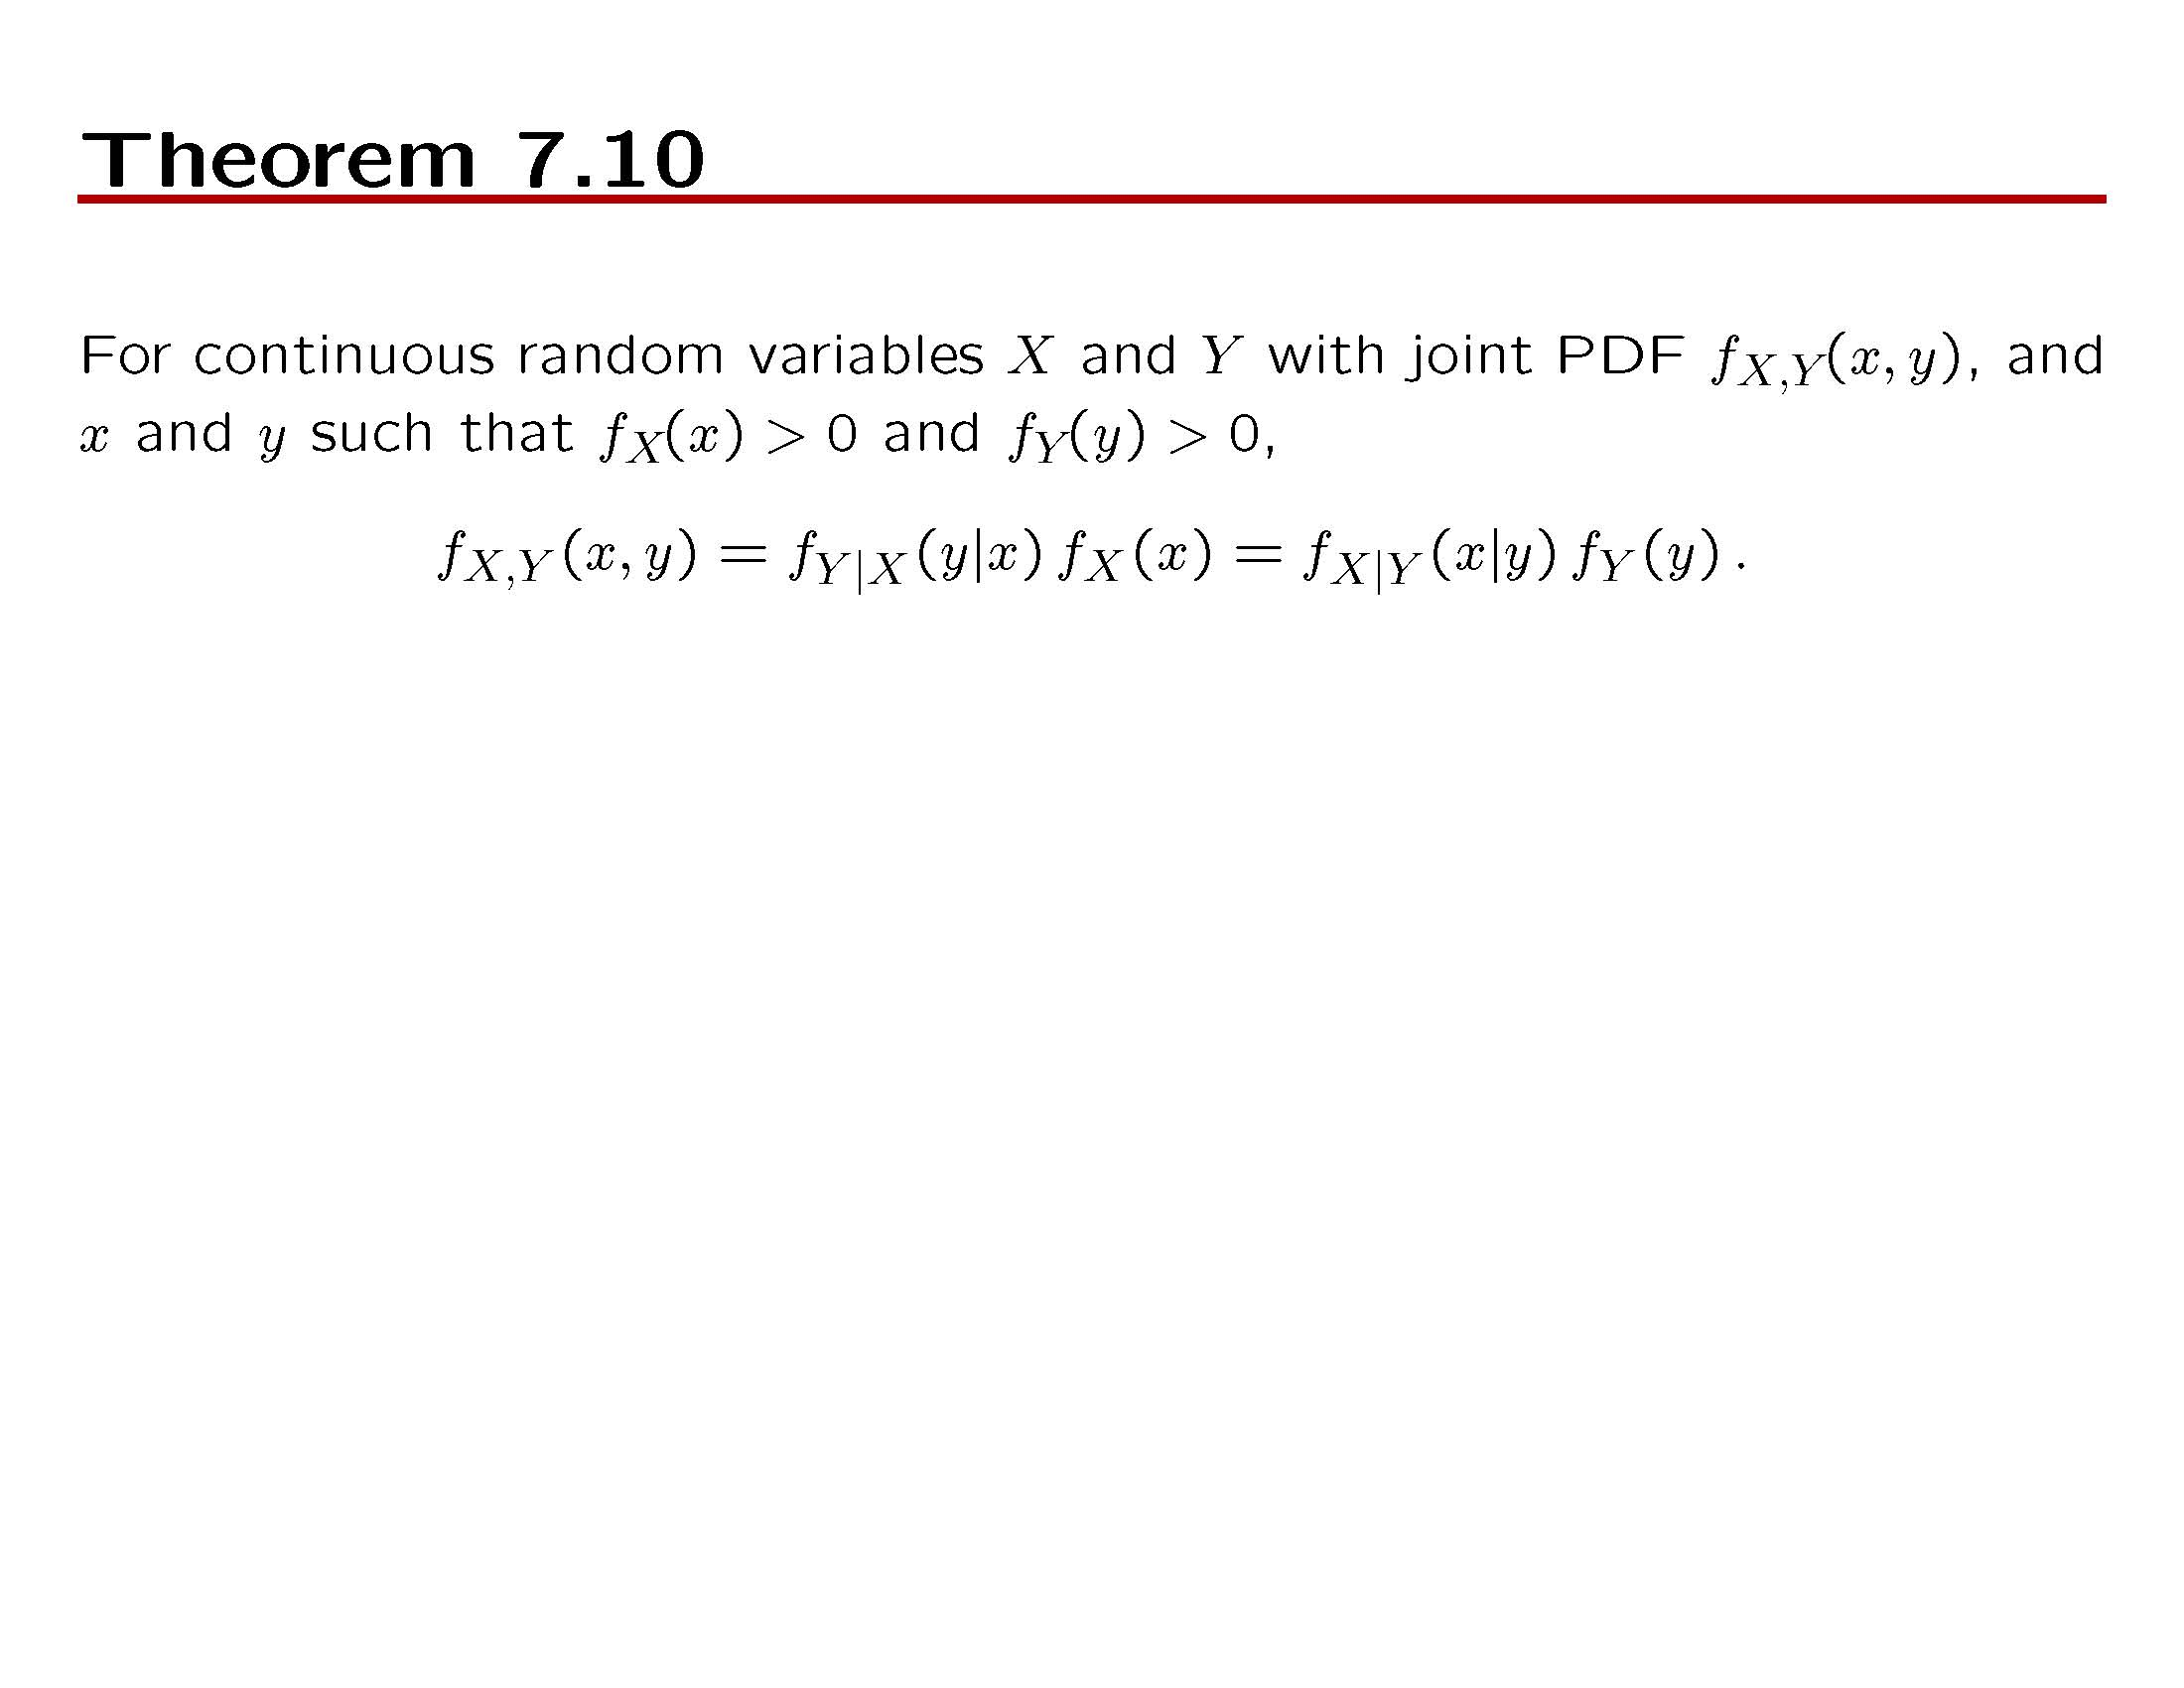 Theorem 7.10
For continuous random variables X and Y with joint PDF f_{X,Y}(x, y), and
x and y such that f_X(x) > 0 and f_Y(y) > 0,
f_{X,Y}(x, y) = f_{Y|X}(y|x) f_X(x) = f_{X|Y}(x|y) f_Y(y) .